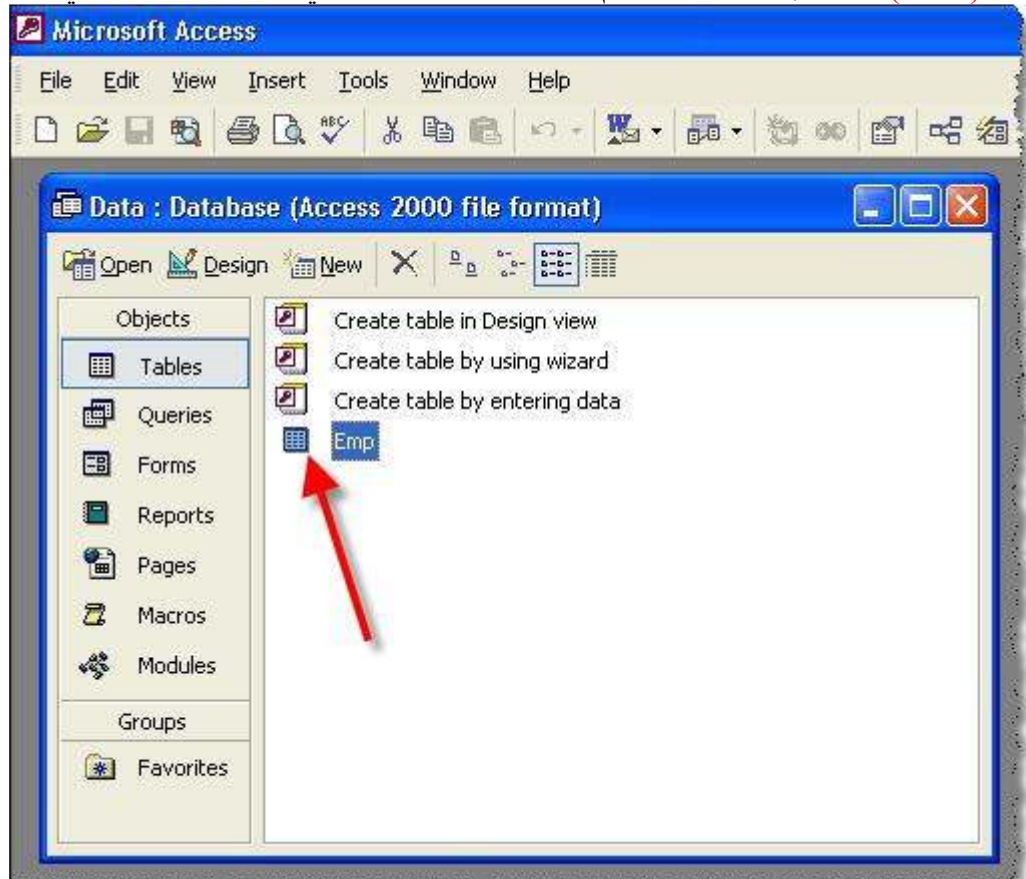 Microsoft Access
File Edit View Insert Tools Window Help
ABC
W
Data : Database (Access 2000 file format)
Open Design New
Objects
Tables
Queries
Forms
Reports
Pages
Macros
Modules
Groups
Favorites
Create table in Design view
Create table by using wizard
Create table by entering data
Emp